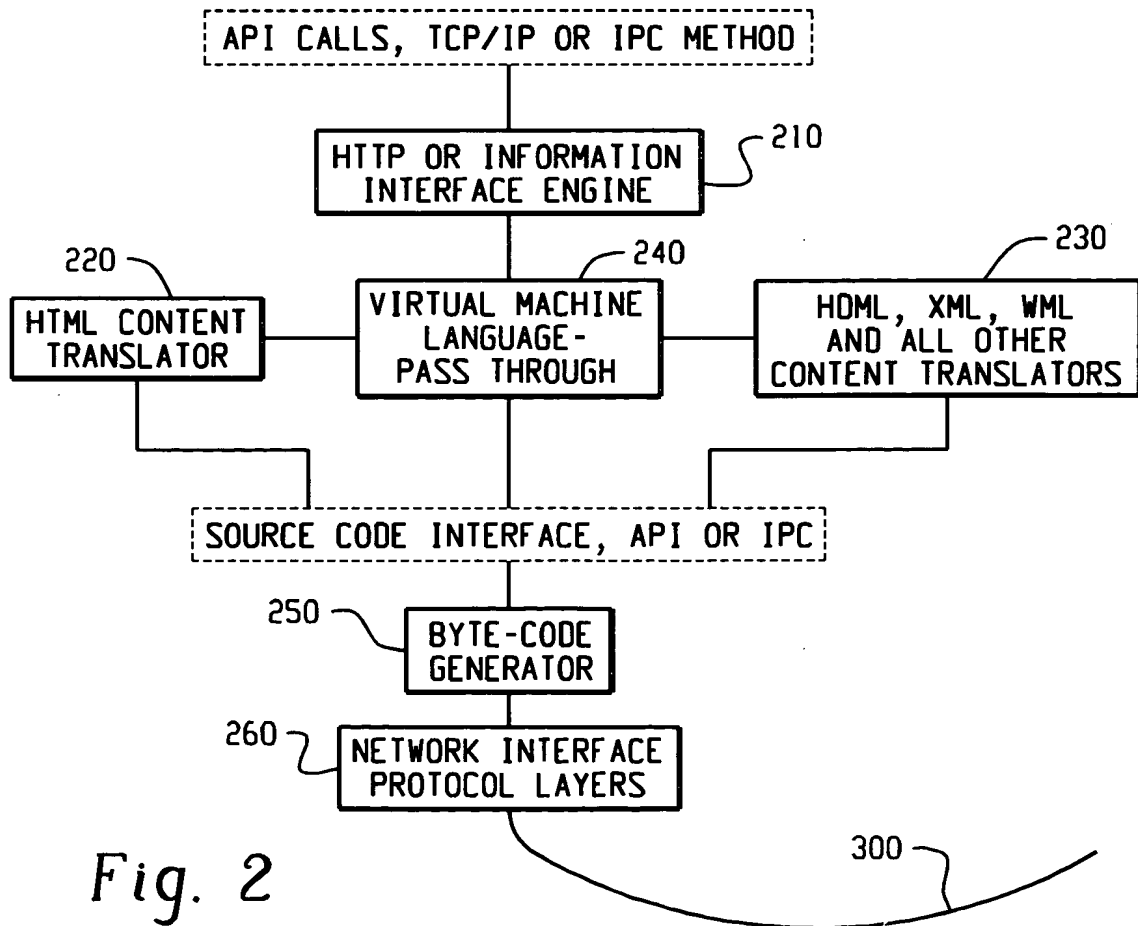 API CALLS, TCP/IP OR IPC METHOD
210
HTTP OR INFORMATION
INTERFACE ENGINE
220
240
230
HTML CONTENT
TRANSLATOR
VIRTUAL MACHINE
LANGUAGE-
PASS THROUGH
HDML, XML, WML
AND ALL OTHER
CONTENT TRANSLATORS
SOURCE CODE INTERFACE, API OR IPC
250
BYTE-CODE
GENERATOR
260
NETWORK INTERFACE
PROTOCOL LAYERS
300
Fig. 2